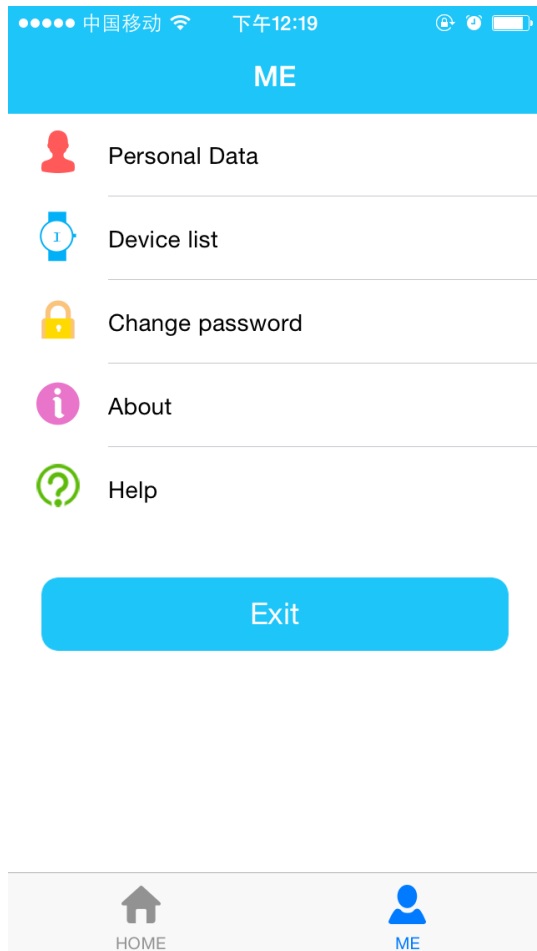 中国移动 下午12:19
ME
Personal Data
Device list
Change password
About
Help
Exit
HOME ME